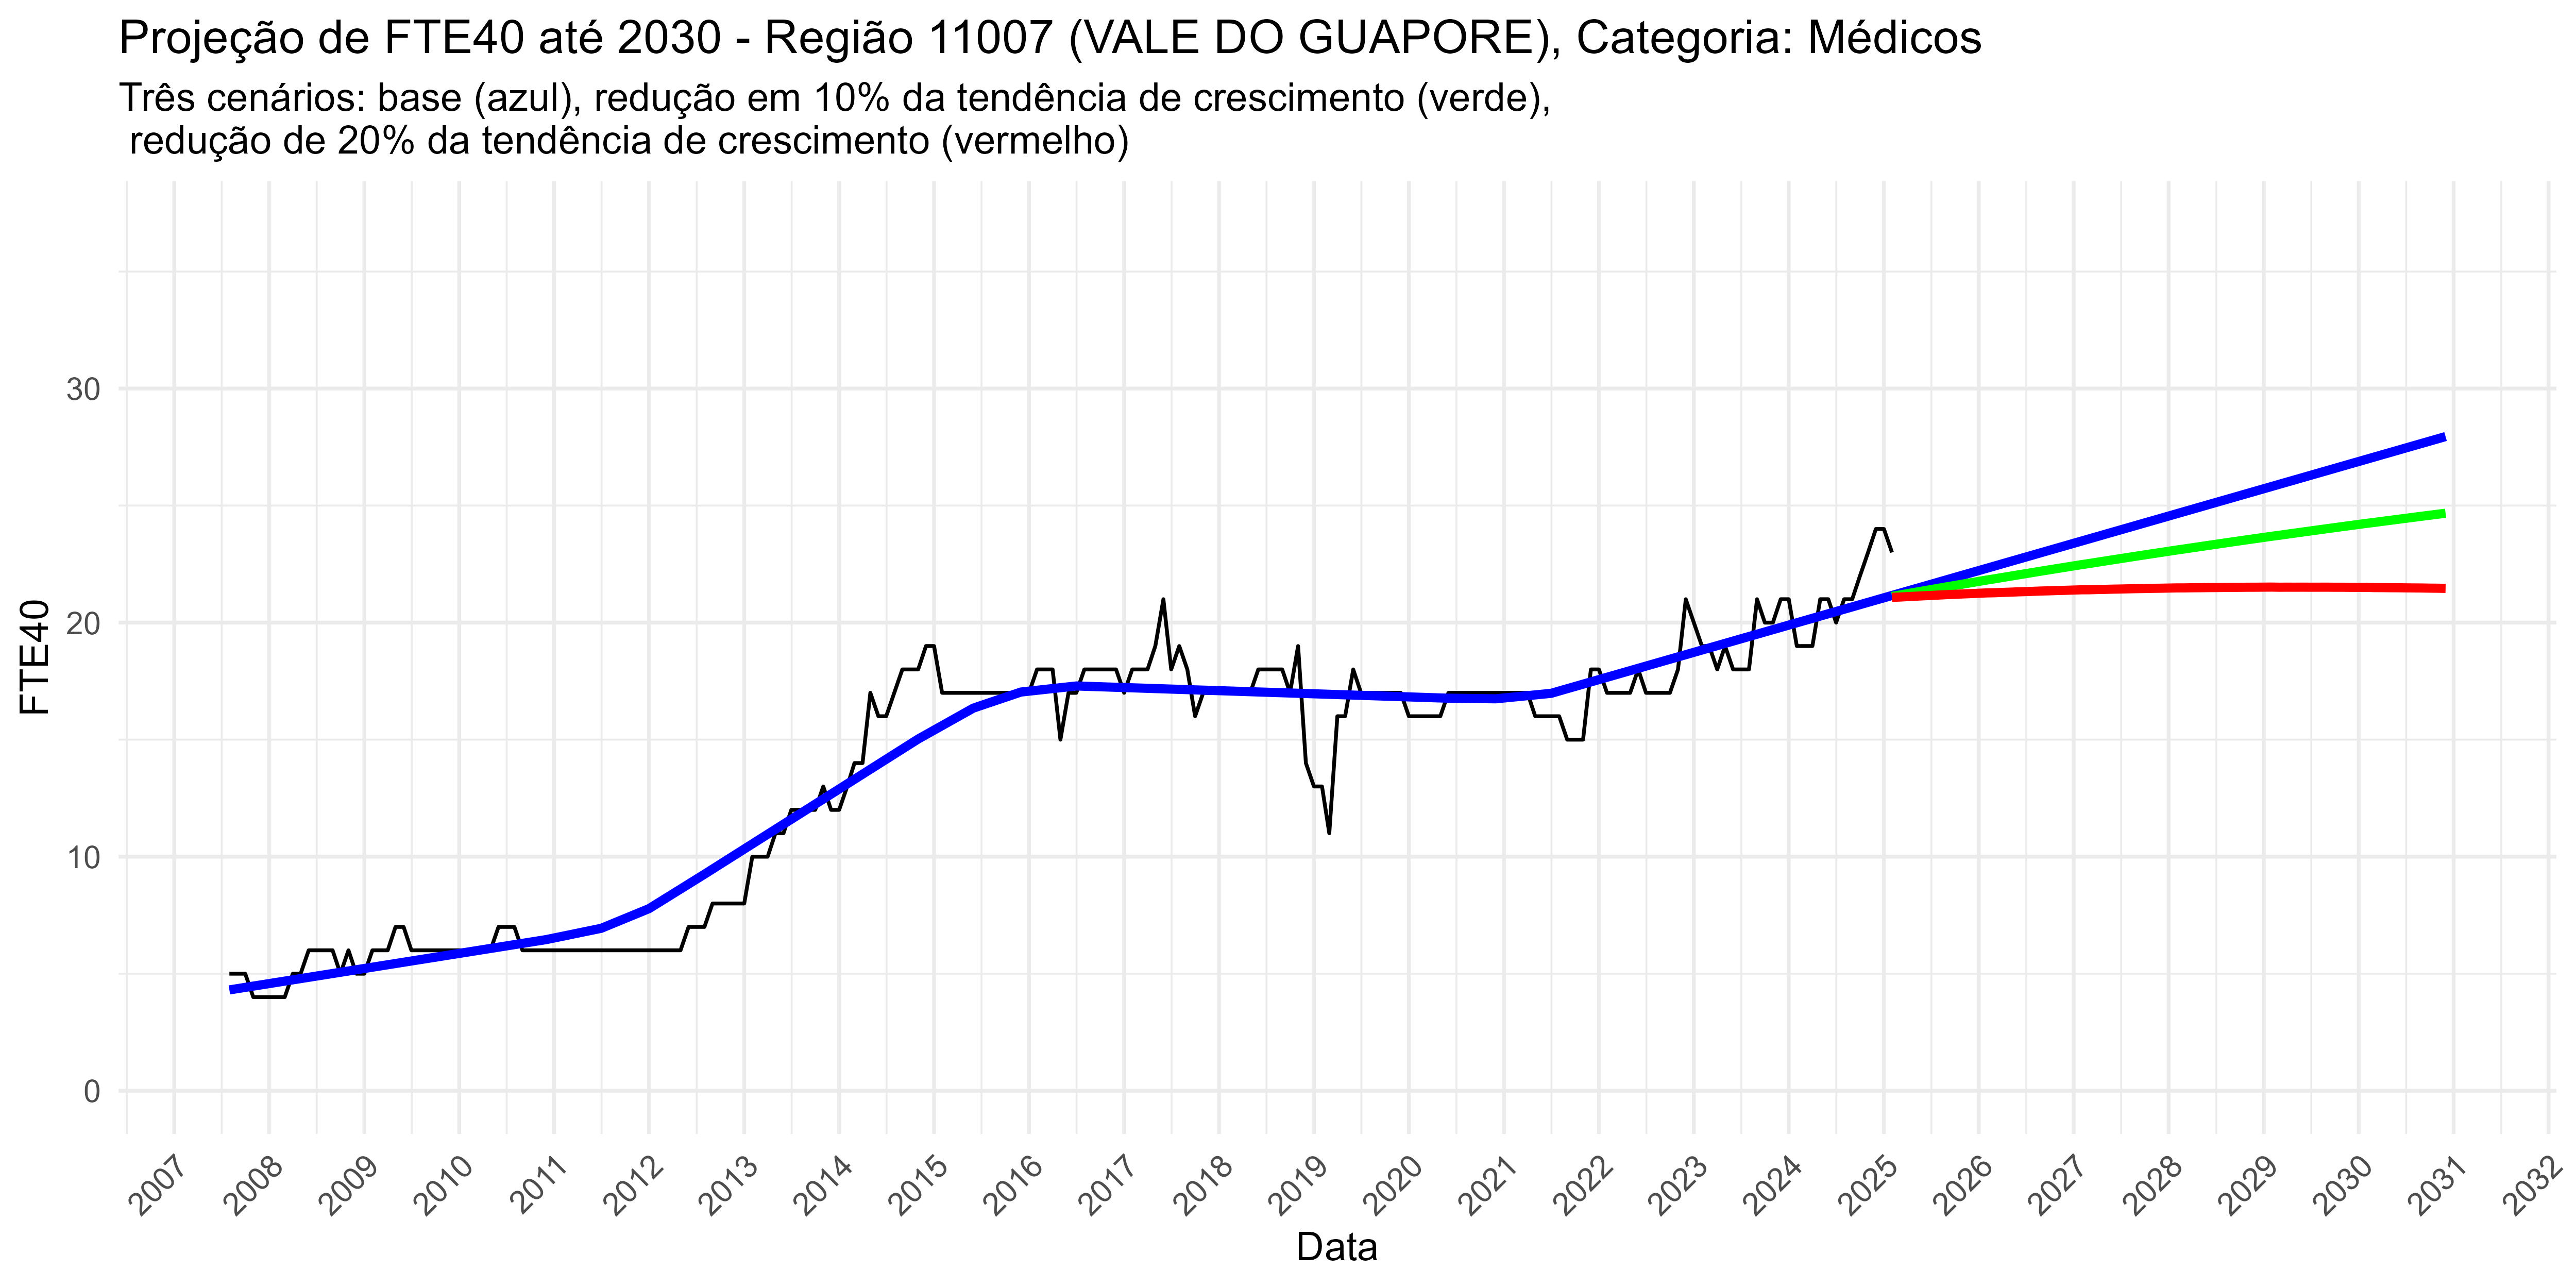 Projeção de FTE40 até 2030 - Região 11007 (VALE DO GUAPORE), Categoria: Médicos
Três cenários: base (azul), redução em 10% da tendência de crescimento (verde),
redução de 20% da tendência de crescimento (vermelho)
FTE40
30
20
10
0
2007 2008 2009 2010 2011 2012 2013 2014 2015 2016 2017 2018 2019 2020 2021 2022 2023 2024 2025 2026 2027 2028 2029 2030 2031 2032
Data